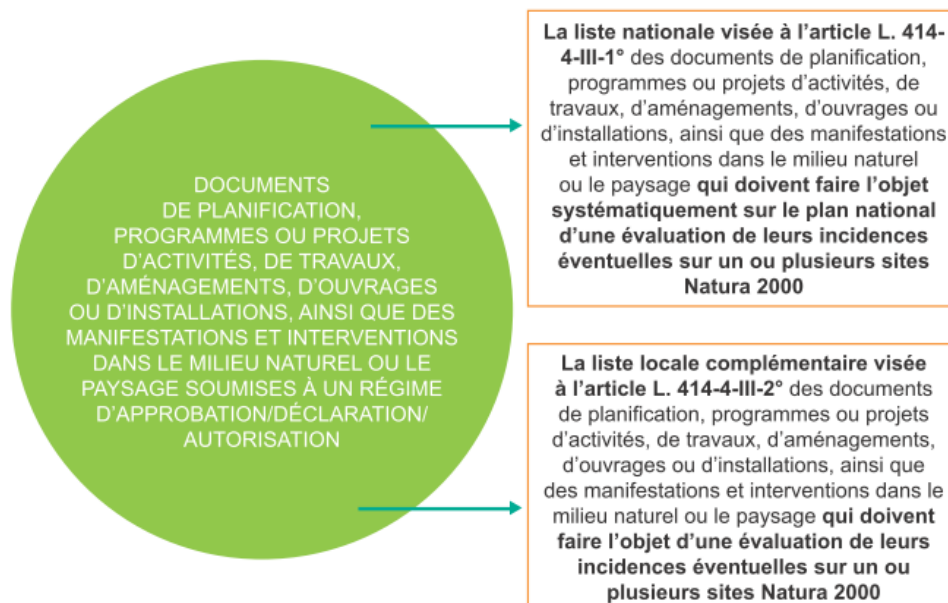 DOCUMENTS
DE PLANIFICATION,
PROGRAMMES OU PROJETS
D'ACTIVITÉS, DE TRAVAUX,
D'AMÉNAGEMENTS, D'OUVRAGES
OU D'INSTALLATIONS, AINSI QUE DES
MANIFESTATIONS ET INTERVENTIONS
DANS LE MILIEU NATUREL OU LE
PAYSAGE SOUMISES À UN RÉGIME
D'APPROBATION/DÉCLARATION/
AUTORISATION
La liste nationale visée à l'article L. 414-
4-III-1° des documents de planification,
programmes ou projets d'activités, de
travaux, d'aménagements, d'ouvrages ou
d'installations, ainsi que des manifestations
et interventions dans le milieu naturel
ou le paysage qui doivent faire l'objet
systématiquement sur le plan national
d'une évaluation de leurs incidences
éventuelles sur un ou plusieurs sites
Natura 2000
La liste locale complémentaire visée
à l'article L. 414-4-III-2° des documents
de planification, programmes ou projets
d'activités, de travaux, d'aménagements,
d'ouvrages ou d'installations, ainsi que
des manifestations et interventions dans le
milieu naturel ou le paysage qui doivent
faire l'objet d'une évaluation de leurs
incidences éventuelles sur un ou
plusieurs sites Natura 2000